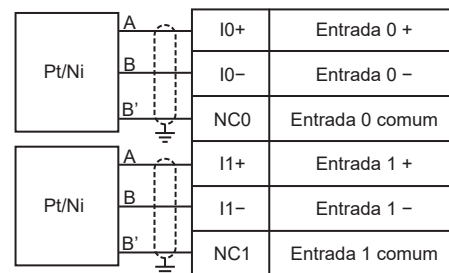 A I0+ Entrada 0 +
Pt/Ni
B I0− Entrada 0 −
B’ NC0 Entrada 0 comum
A I1+ Entrada 1 +
Pt/Ni
B I1− Entrada 1 −
B’ NC1 Entrada 1 comum